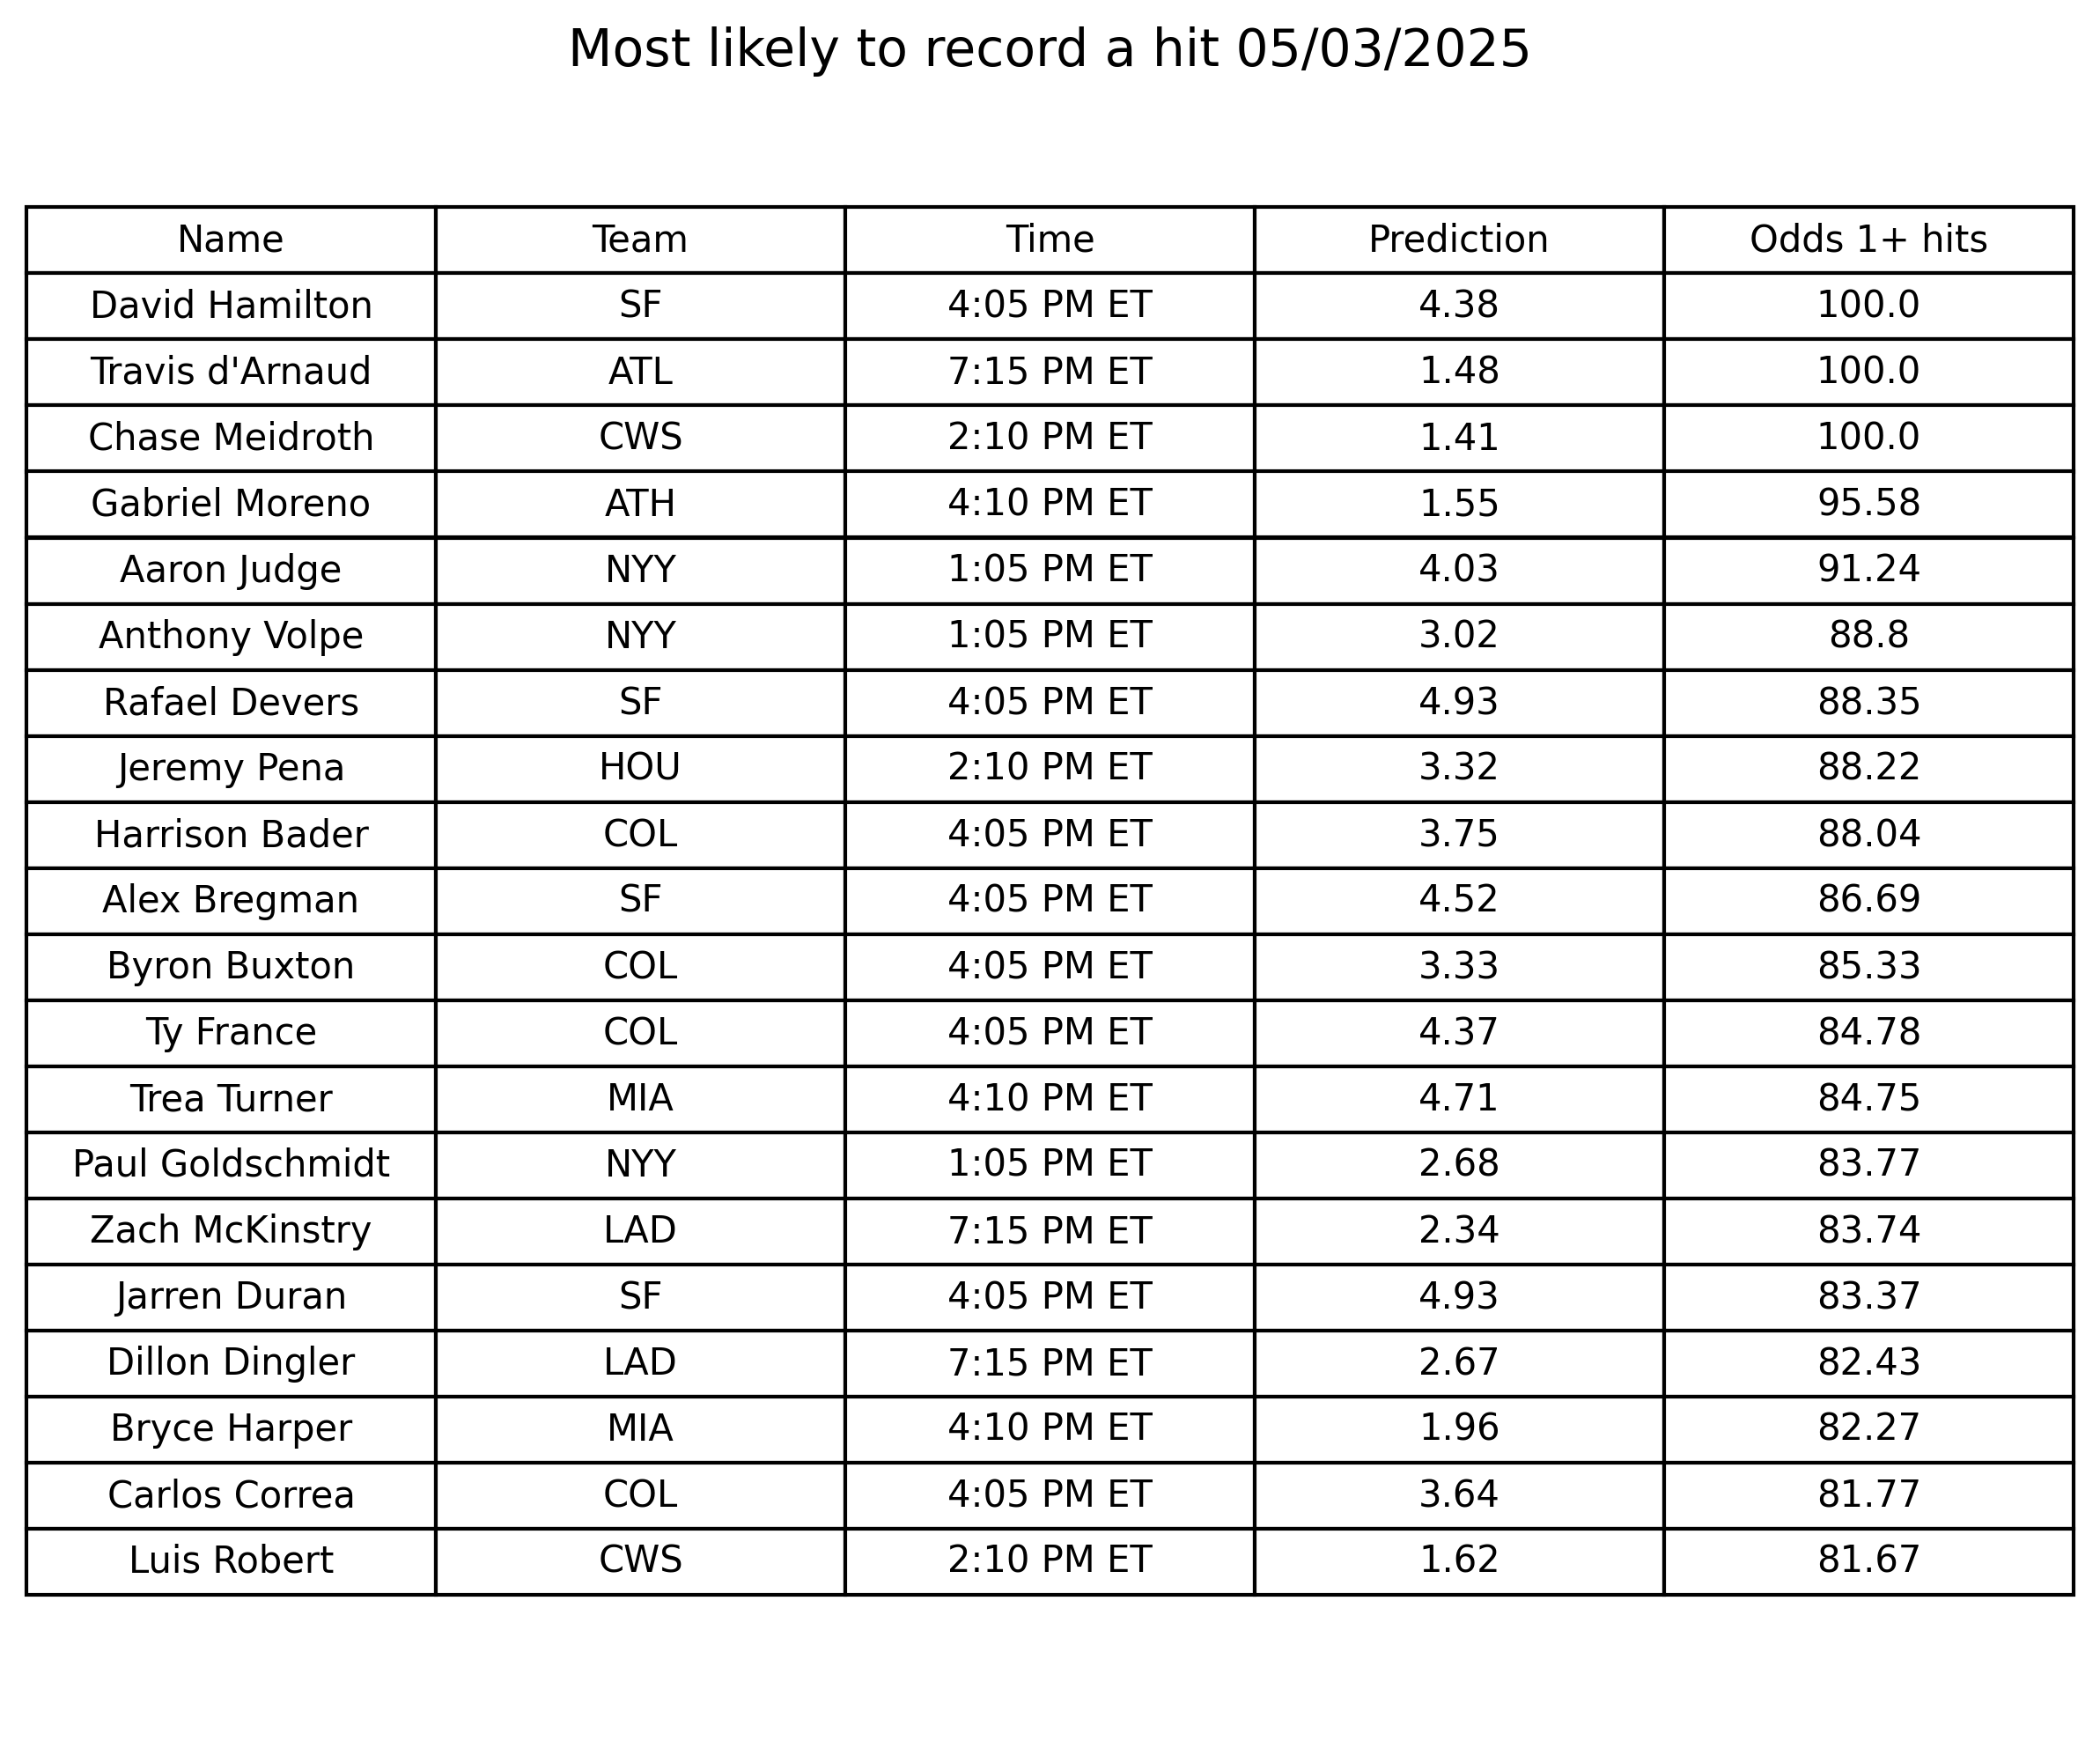 Most likely to record a hit 05/03/2025
Name Team Time Prediction Odds 1+ hits
David Hamilton SF 4:05 PM ET 4.38 100.0
Travis d'Arnaud ATL 7:15 PM ET 1.48 100.0
Chase Meidroth CWS 2:10 PM ET 1.41 100.0
Gabriel Moreno ATH 4:10 PM ET 1.55 95.58
Aaron Judge NYY 1:05 PM ET 4.03 91.24
Anthony Volpe NYY 1:05 PM ET 3.02 88.8
Rafael Devers SF 4:05 PM ET 4.93 88.35
Jeremy Pena HOU 2:10 PM ET 3.32 88.22
Harrison Bader COL 4:05 PM ET 3.75 88.04
Alex Bregman SF 4:05 PM ET 4.52 86.69
Byron Buxton COL 4:05 PM ET 3.33 85.33
Ty France COL 4:05 PM ET 4.37 84.78
Trea Turner MIA 4:10 PM ET 4.71 84.75
Paul Goldschmidt NYY 1:05 PM ET 2.68 83.77
Zach McKinstry LAD 7:15 PM ET 2.34 83.74
Jarren Duran SF 4:05 PM ET 4.93 83.37
Dillon Dingler LAD 7:15 PM ET 2.67 82.43
Bryce Harper MIA 4:10 PM ET 1.96 82.27
Carlos Correa COL 4:05 PM ET 3.64 81.77
Luis Robert CWS 2:10 PM ET 1.62 81.67